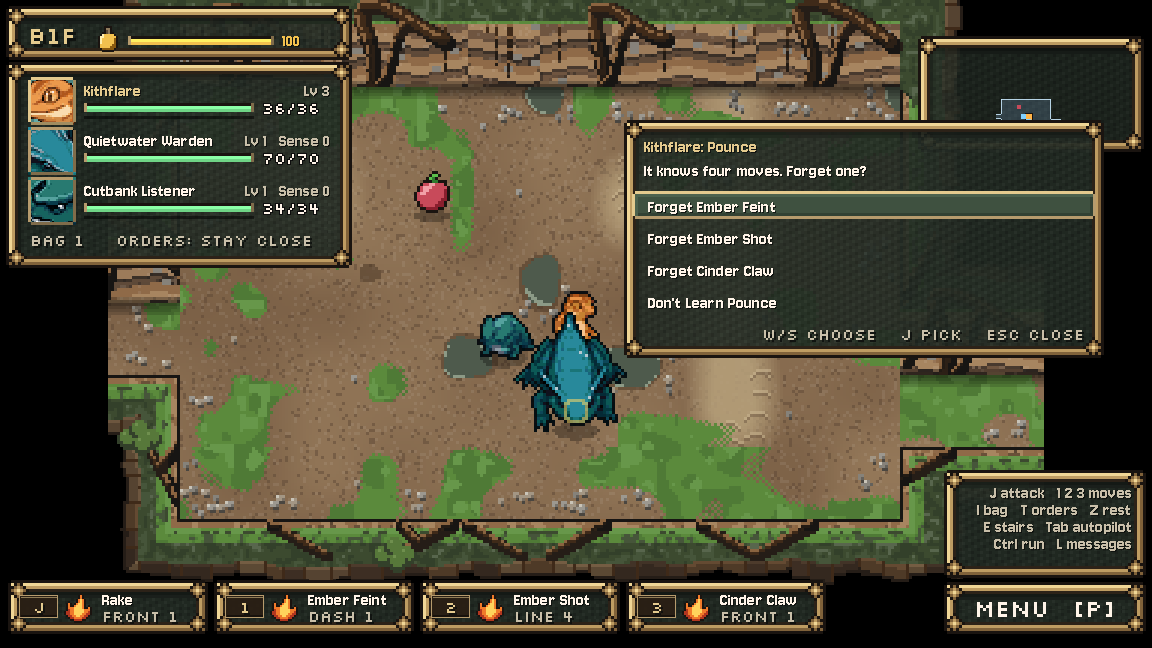 B1F 100
Kithflare Lv 3
36/36
Quietwater Warden Lv 1 Sense 0
70/70
Cutbank Listener Lv 1 Sense 0
34/34
BAG 1 ORDERS: STAY CLOSE
Kithflare: Pounce
It knows four moves. Forget one?
Forget Ember Feint
Forget Ember Shot
Forget Cinder Claw
Don't Learn Pounce
W/S CHOOSE J PICK ESC CLOSE
J attack 1 2 3 moves
I bag T orders Z rest
E stairs Tab autopilot
Ctrl run L messages
J Rake
FRONT 1
1 Ember Feint
DASH 1
2 Ember Shot
LINE 4
3 Cinder Claw
FRONT 1
MENU [P]